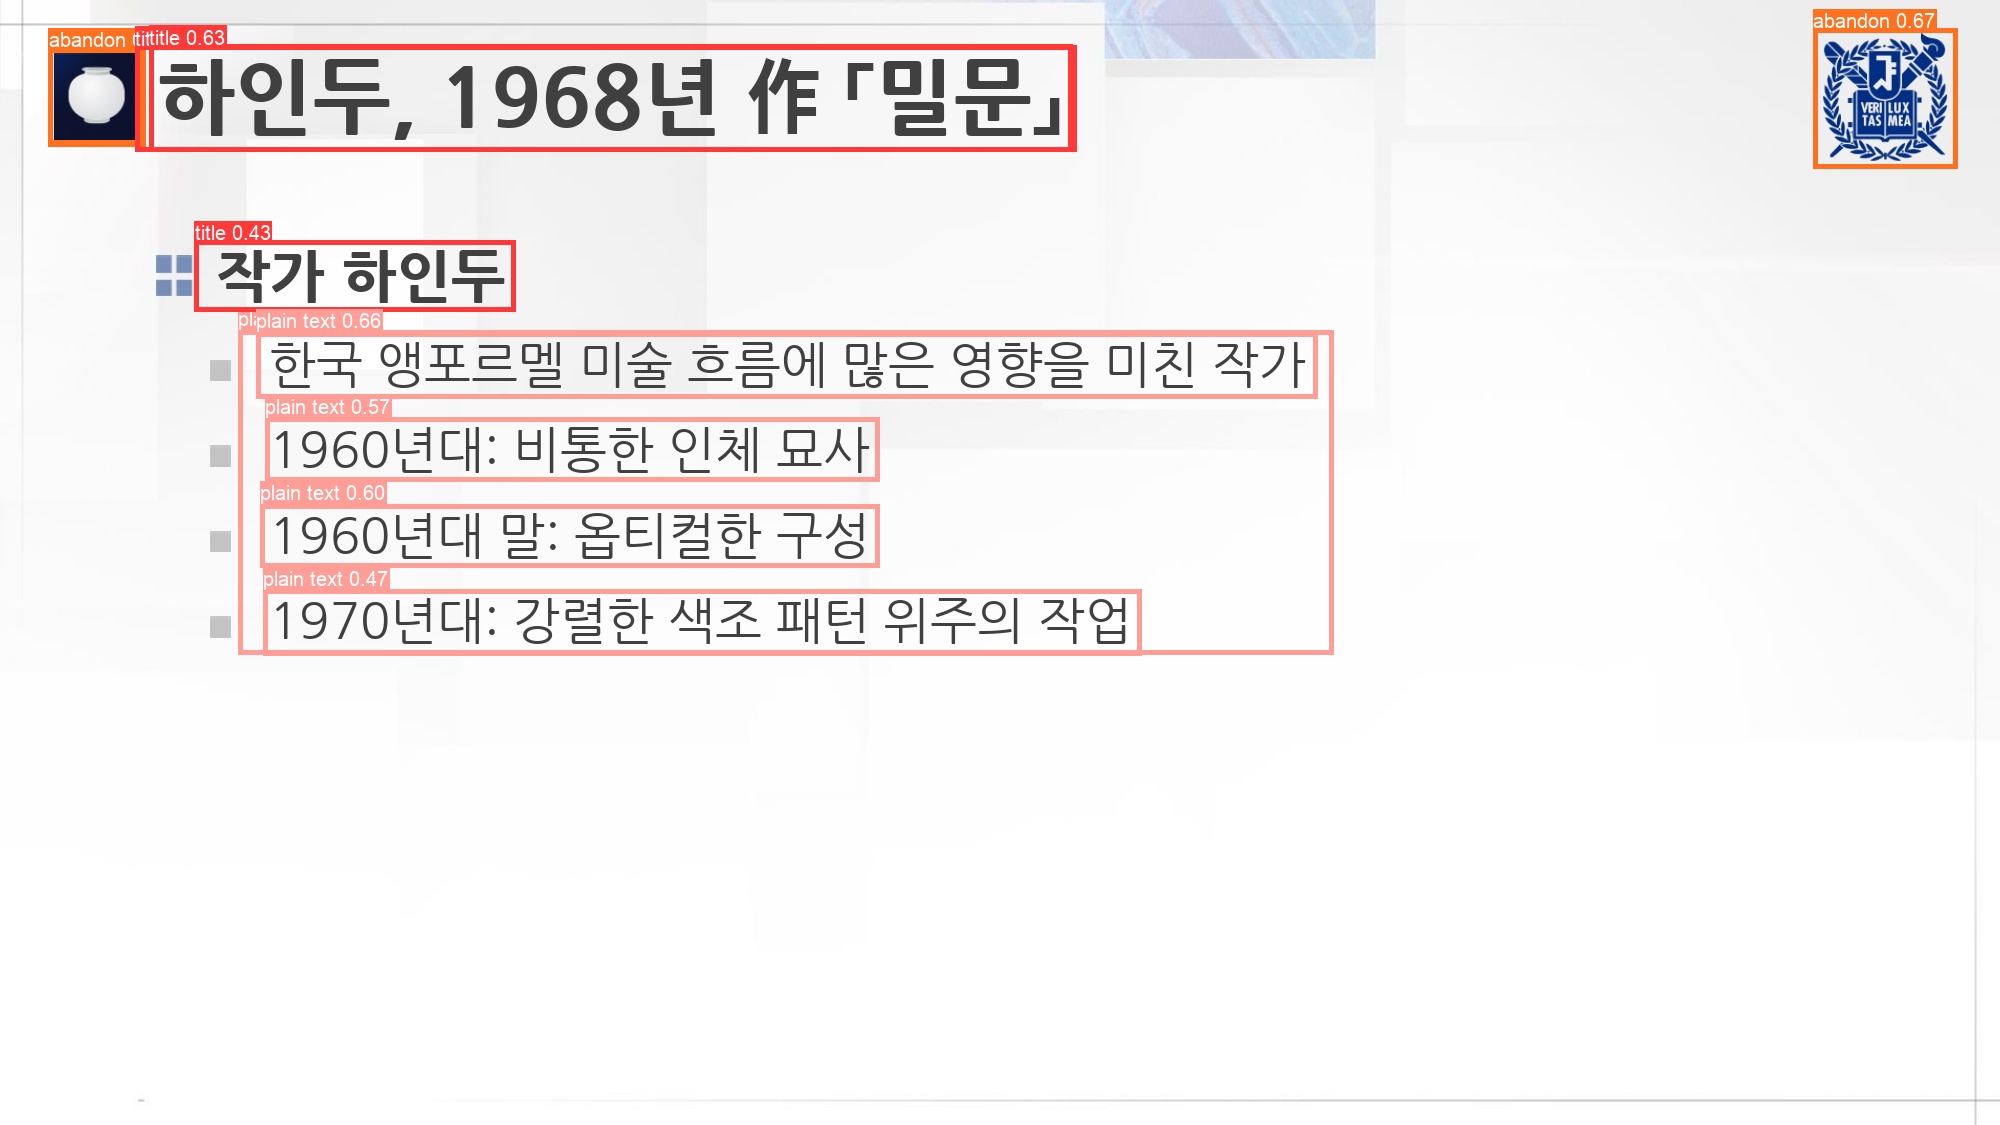 abandon
title 0.63
abandon 0.67
하인두, 1968년 作 「밀문」
VERI LUX
TAS MEA
title 0.43
작가 하인두
plain text 0.66
한국 앵포르멜 미술 흐름에 많은 영향을 미친 작가
plain text 0.57
1960년대: 비통한 인체 묘사
plain text 0.60
1960년대 말: 옵티컬한 구성
plain text 0.47
1970년대: 강렬한 색조 패턴 위주의 작업